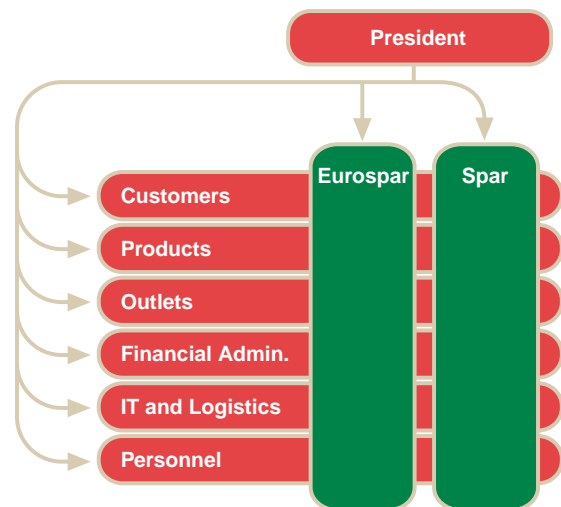 President
Eurospar
Spar
Customers
Products
Outlets
Financial Admin.
IT and Logistics
Personnel